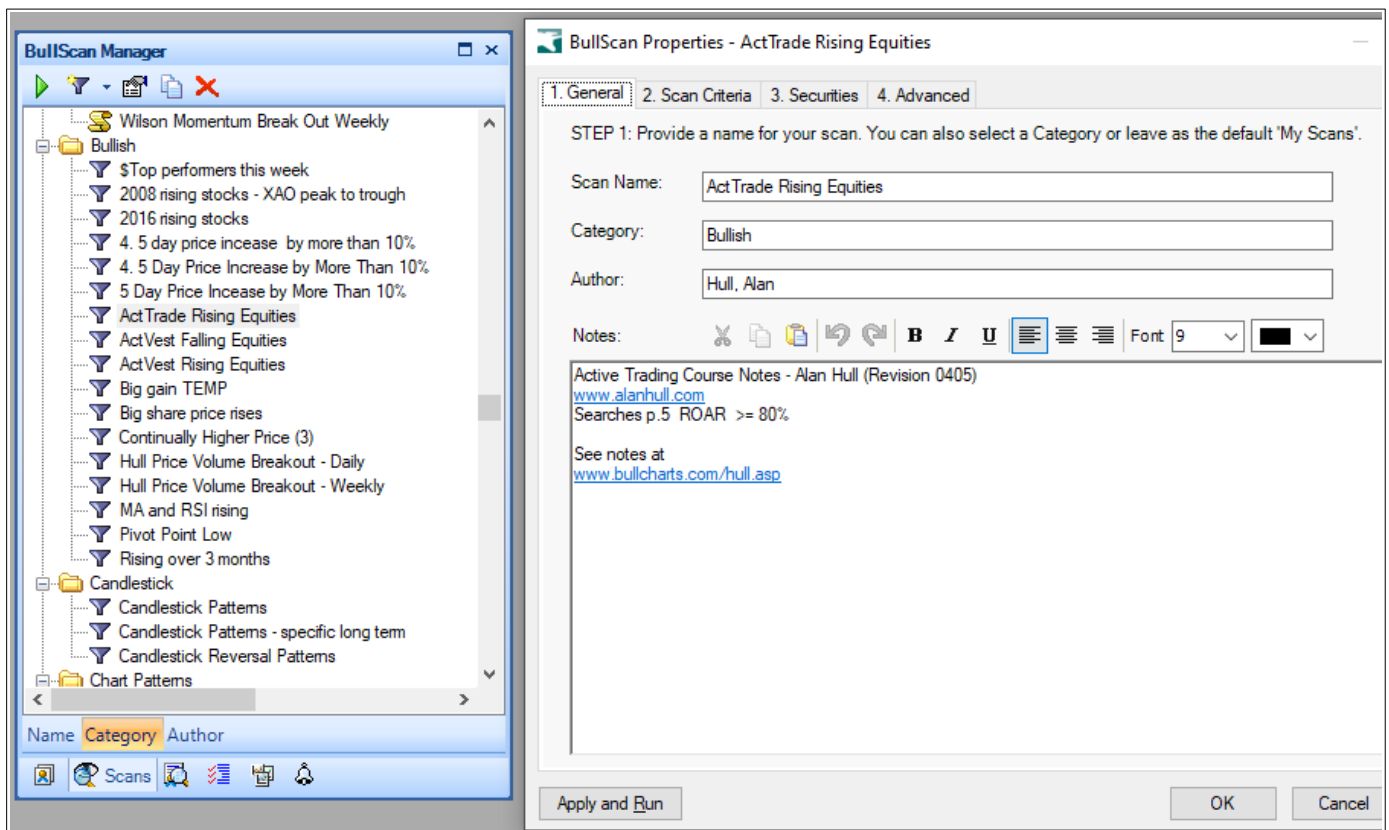 BullScan Manager
Wilson Momentum Break Out Weekly
Bullish
$Top performers this week
2008 rising stocks - XAO peak to trough
2016 rising stocks
4. 5 day price incease by more than 10%
4. 5 Day Price Increase by More Than 10%
5 Day Price Incease by More Than 10%
ActTrade Rising Equities
ActVest Falling Equities
ActVest Rising Equities
Big gain TEMP
Big share price rises
Continually Higher Price (3)
Hull Price Volume Breakout - Daily
Hull Price Volume Breakout - Weekly
MA and RSI rising
Pivot Point Low
Rising over 3 months
Candlestick
Candlestick Patterns
Candlestick Patterns - specific long term
Candlestick Reversal Patterns
Chart Patterns
Name Category Author
Scans
BullScan Properties - ActTrade Rising Equities
1. General 2. Scan Criteria 3. Securities 4. Advanced
STEP 1: Provide a name for your scan. You can also select a Category or leave as the default 'My Scans'.
Scan Name: ActTrade Rising Equities
Category: Bullish
Author: Hull, Alan
Notes: B I U Font 9
Active Trading Course Notes - Alan Hull (Revision 0405)
www.alanhull.com
Searches p.5 ROAR >= 80%
See notes at
www.bullcharts.com/hull.asp
Apply and Run OK Cancel